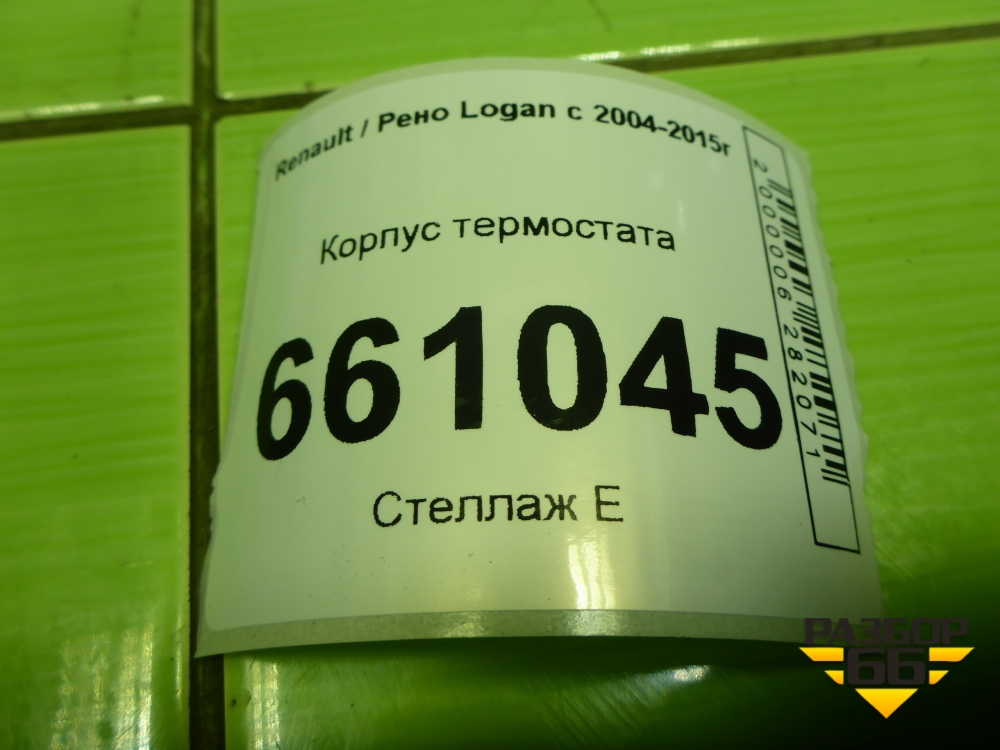 Renault / Рено Logan с 2004-2015г
Корпус термостата
661045
Стеллаж Е
2000006282071
РАЗБОР
66